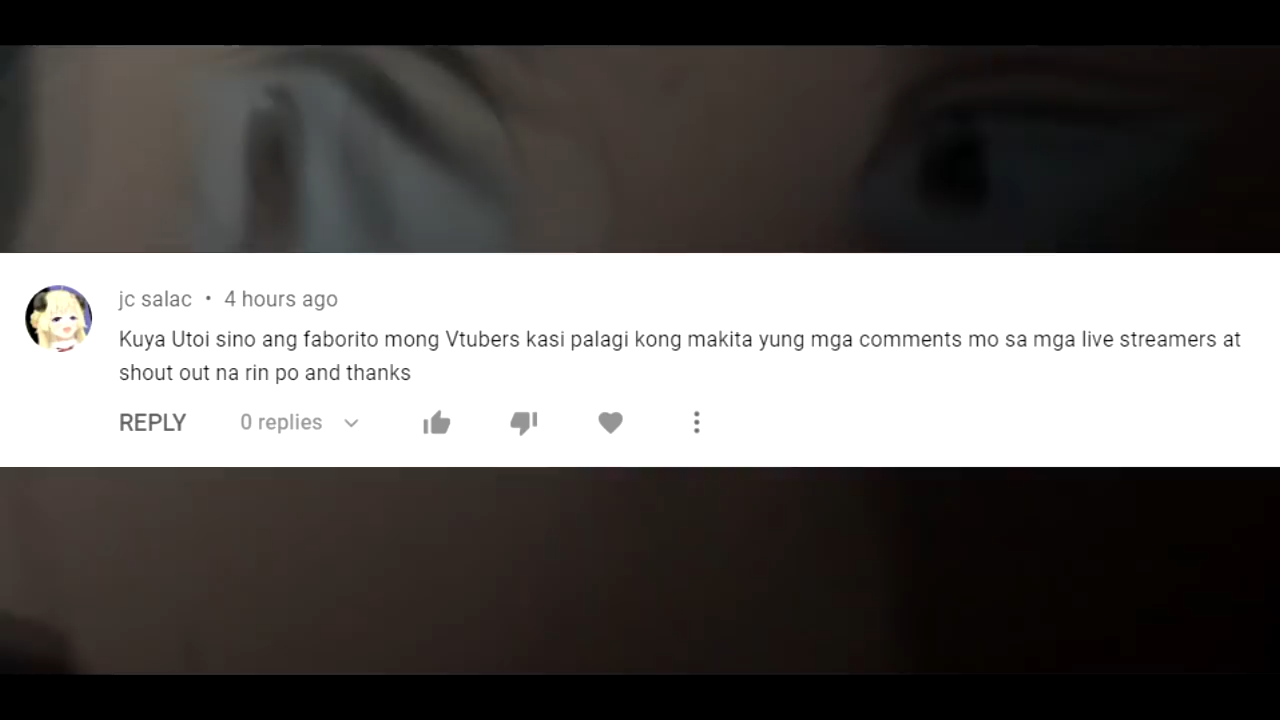 jc salac • 4 hours ago
Kuya Utoi sino ang faborito mong Vtubers kasi palagi kong makita yung mga comments mo sa mga live streamers at
shout out na rin po and thanks
REPLY 0 replies